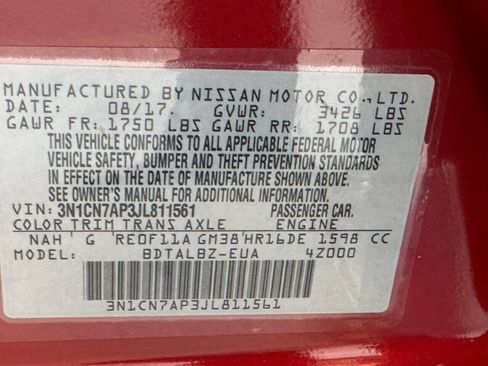 MANUFACTURED BY NISSAN MOTOR CO.,LTD.
DATE: 08/17. GVWR: 3426 LBS
GAWR FR: 1750 LBS GAWR RR: 1708 LBS
THIS VEHICLE CONFORMS TO ALL APPLICABLE FEDERAL MOTOR
VEHICLE SAFETY, BUMPER AND THEFT PREVENTION STANDARDS
IN EFFECT ON THE DATE OF MANUFACTURE SHOWN ABOVE.
SEE OWNER'S MANUAL FOR ADDITIONAL INFORMATION.
VIN: 3N1CN7AP3JL811561 PASSENGER CAR.
COLOR TRIM TRANS AXLE ENGINE
NAH ' G 'RE0F11A GM38'HR16DE 1598 CC
MODEL: BDTALBZ-EUA 4Z000
3N1CN7AP3JL811561